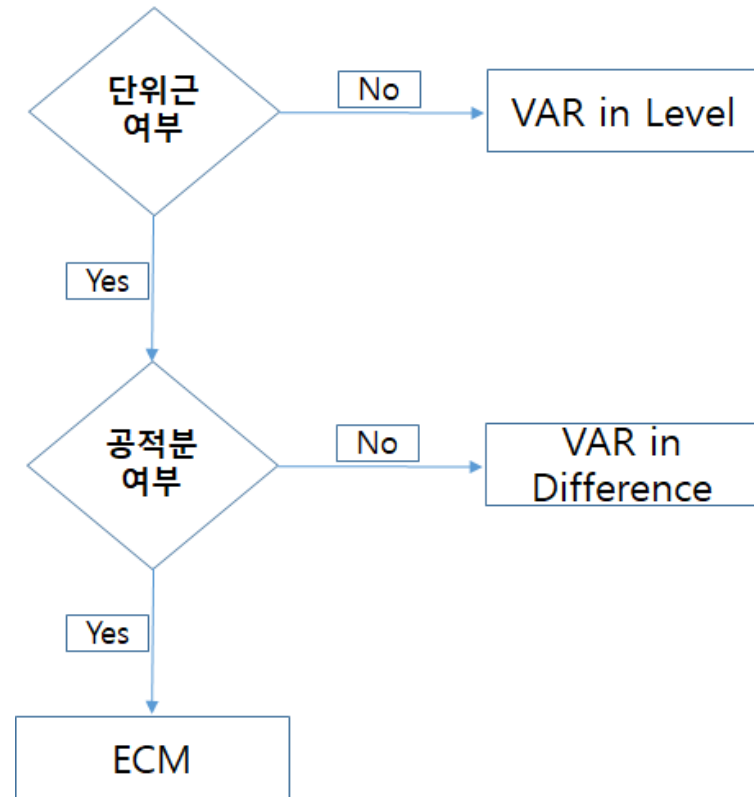 단위근
여부
No
VAR in Level
Yes
공적분
여부
No
VAR in
Difference
Yes
ECM